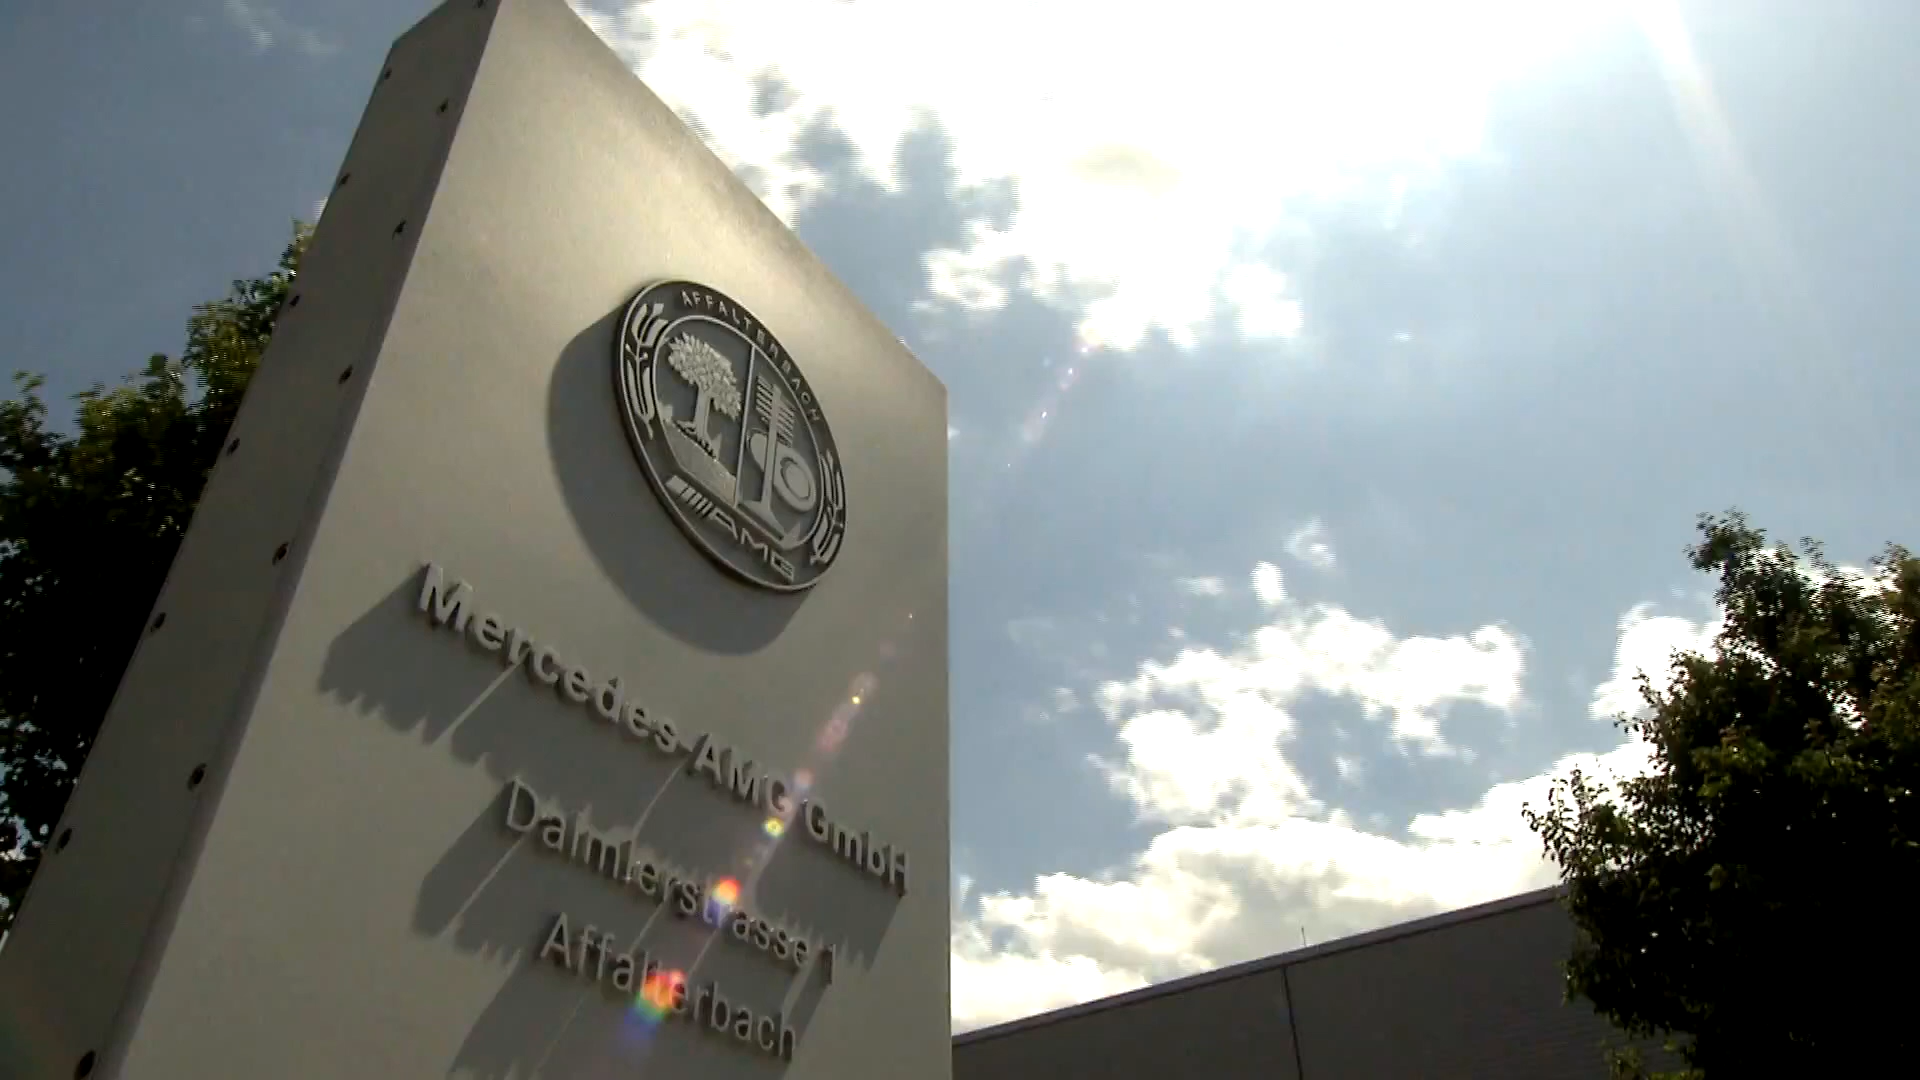 AFFALTERBACH
AMG
Mercedes-AMG GmbH
Daimlerstrasse 1
Affalterbach